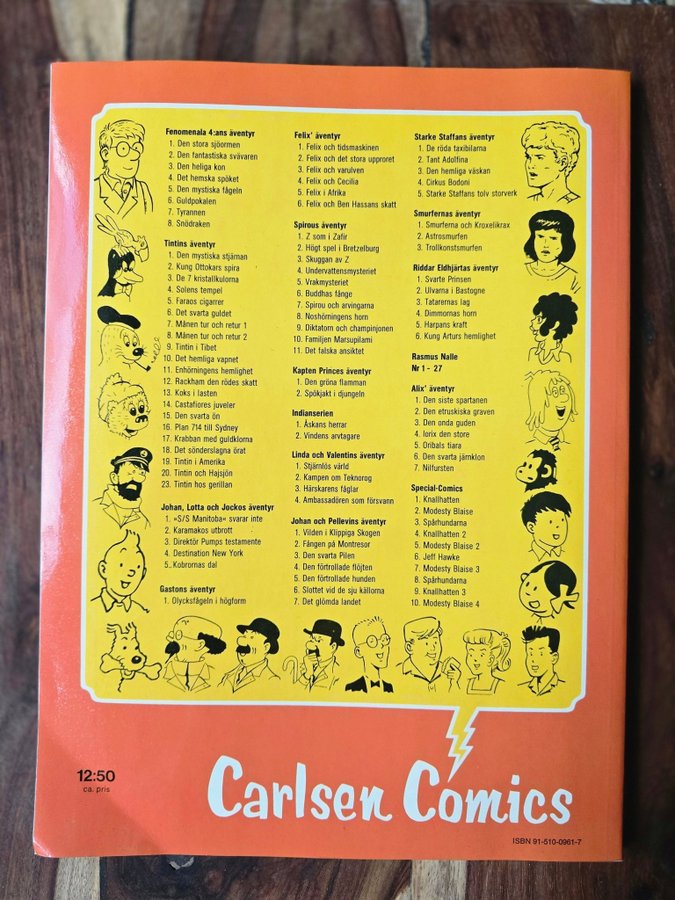 Fenomenala 4:ans äventyr
1. Den stora sjöormen
2. Den fantastiska svävaren
3. Den heliga kon
4. Det hemska spöket
5. Den mystiska fågeln
6. Guldpokalen
7. Tyrannen
8. Snödraken
Tintins äventyr
1. Den mystiska stjärnan
2. Kung Ottokars spira
3. De 7 kristallkulorna
4. Solens tempel
5. Faraos cigarrer
6. Det svarta guldet
7. Månen tur och retur 1
8. Månen tur och retur 2
9. Tintin i Tibet
10. Det hemliga vapnet
11. Enhörningens hemlighet
12. Rackham den rödes skatt
13. Koks i lasten
14. Castafiores juveler
15. Den svarta ön
16. Plan 714 till Sydney
17. Krabban med guldklorna
18. Det sönderslagna örat
19. Tintin i Amerika
20. Tintin och Hajsjön
23. Tintin hos gerillan
Johan, Lotta och Jockos äventyr
1. »S/S Manitoba» svarar inte
2. Karamakos utbrott
3. Direktör Pumps testamente
4. Destination New York
5. Kobrornas dal
Gastons äventyr
1. Olycksfågeln i högform
Felix' äventyr
1. Felix och tidsmaskinen
2. Felix och det stora upproret
3. Felix och varulven
4. Felix och Cecilia
5. Felix i Afrika
6. Felix och Ben Hassans skatt
Spirous äventyr
1. Z som i Zafir
2. Högt spel i Bretzelburg
3. Skuggan av Z
4. Undervattensmysteriet
5. Vrakmysteriet
6. Buddhas fånge
7. Spirou och arvingarna
8. Noshörningens horn
9. Diktatorn och champinjonen
10. Familjen Marsupilami
11. Det falska ansiktet
Kapten Princes äventyr
1. Den gröna flamman
2. Spökjakt i djungeln
Indianserien
1. Åskans herrar
2. Vindens arvtagare
Linda och Valentins äventyr
1. Stjärnlös värld
2. Kampen om Teknorog
3. Härskarens fåglar
4. Ambassadören som försvann
Johan och Pellevins äventyr
1. Vilden i Klippiga Skogen
2. Fången på Montresor
3. Den svarta Pilen
4. Den förtrollade flöjten
5. Den förtrollade hunden
6. Slottet vid de sju källorna
7. Det glömda landet
Starke Staffans äventyr
1. De röda taxibilarna
2. Tant Adolfina
3. Den hemliga väskan
4. Cirkus Bodoni
5. Starke Staffans tolv storverk
Smurfernas äventyr
1. Smurferna och Kroxelikrax
2. Astrosmurfen
3. Trollkonstsmurfen
Riddar Eldhjärtas äventyr
1. Svarte Prinsen
2. Ulvarna i Bastogne
3. Tatarernas lag
4. Dimmornas horn
5. Harpans kraft
6. Kung Arturs hemlighet
Rasmus Nalle
Nr 1 - 27
Alix' äventyr
1. Den siste spartanen
2. Den etruskiska graven
3. Den onda guden
4. Iorix den store
5. Oribals tiara
6. Den svarta järnklon
7. Nilfursten
Special-Comics
1. Knallhatten
2. Modesty Blaise
3. Spårhundarna
4. Knallhatten 2
5. Modesty Blaise 2
6. Jeff Hawke
7. Modesty Blaise 3
8. Spårhundarna
9. Knallhatten 3
10. Modesty Blaise 4
12:50
ca. pris
Carlsen Comics
ISBN 91-510-0961-7